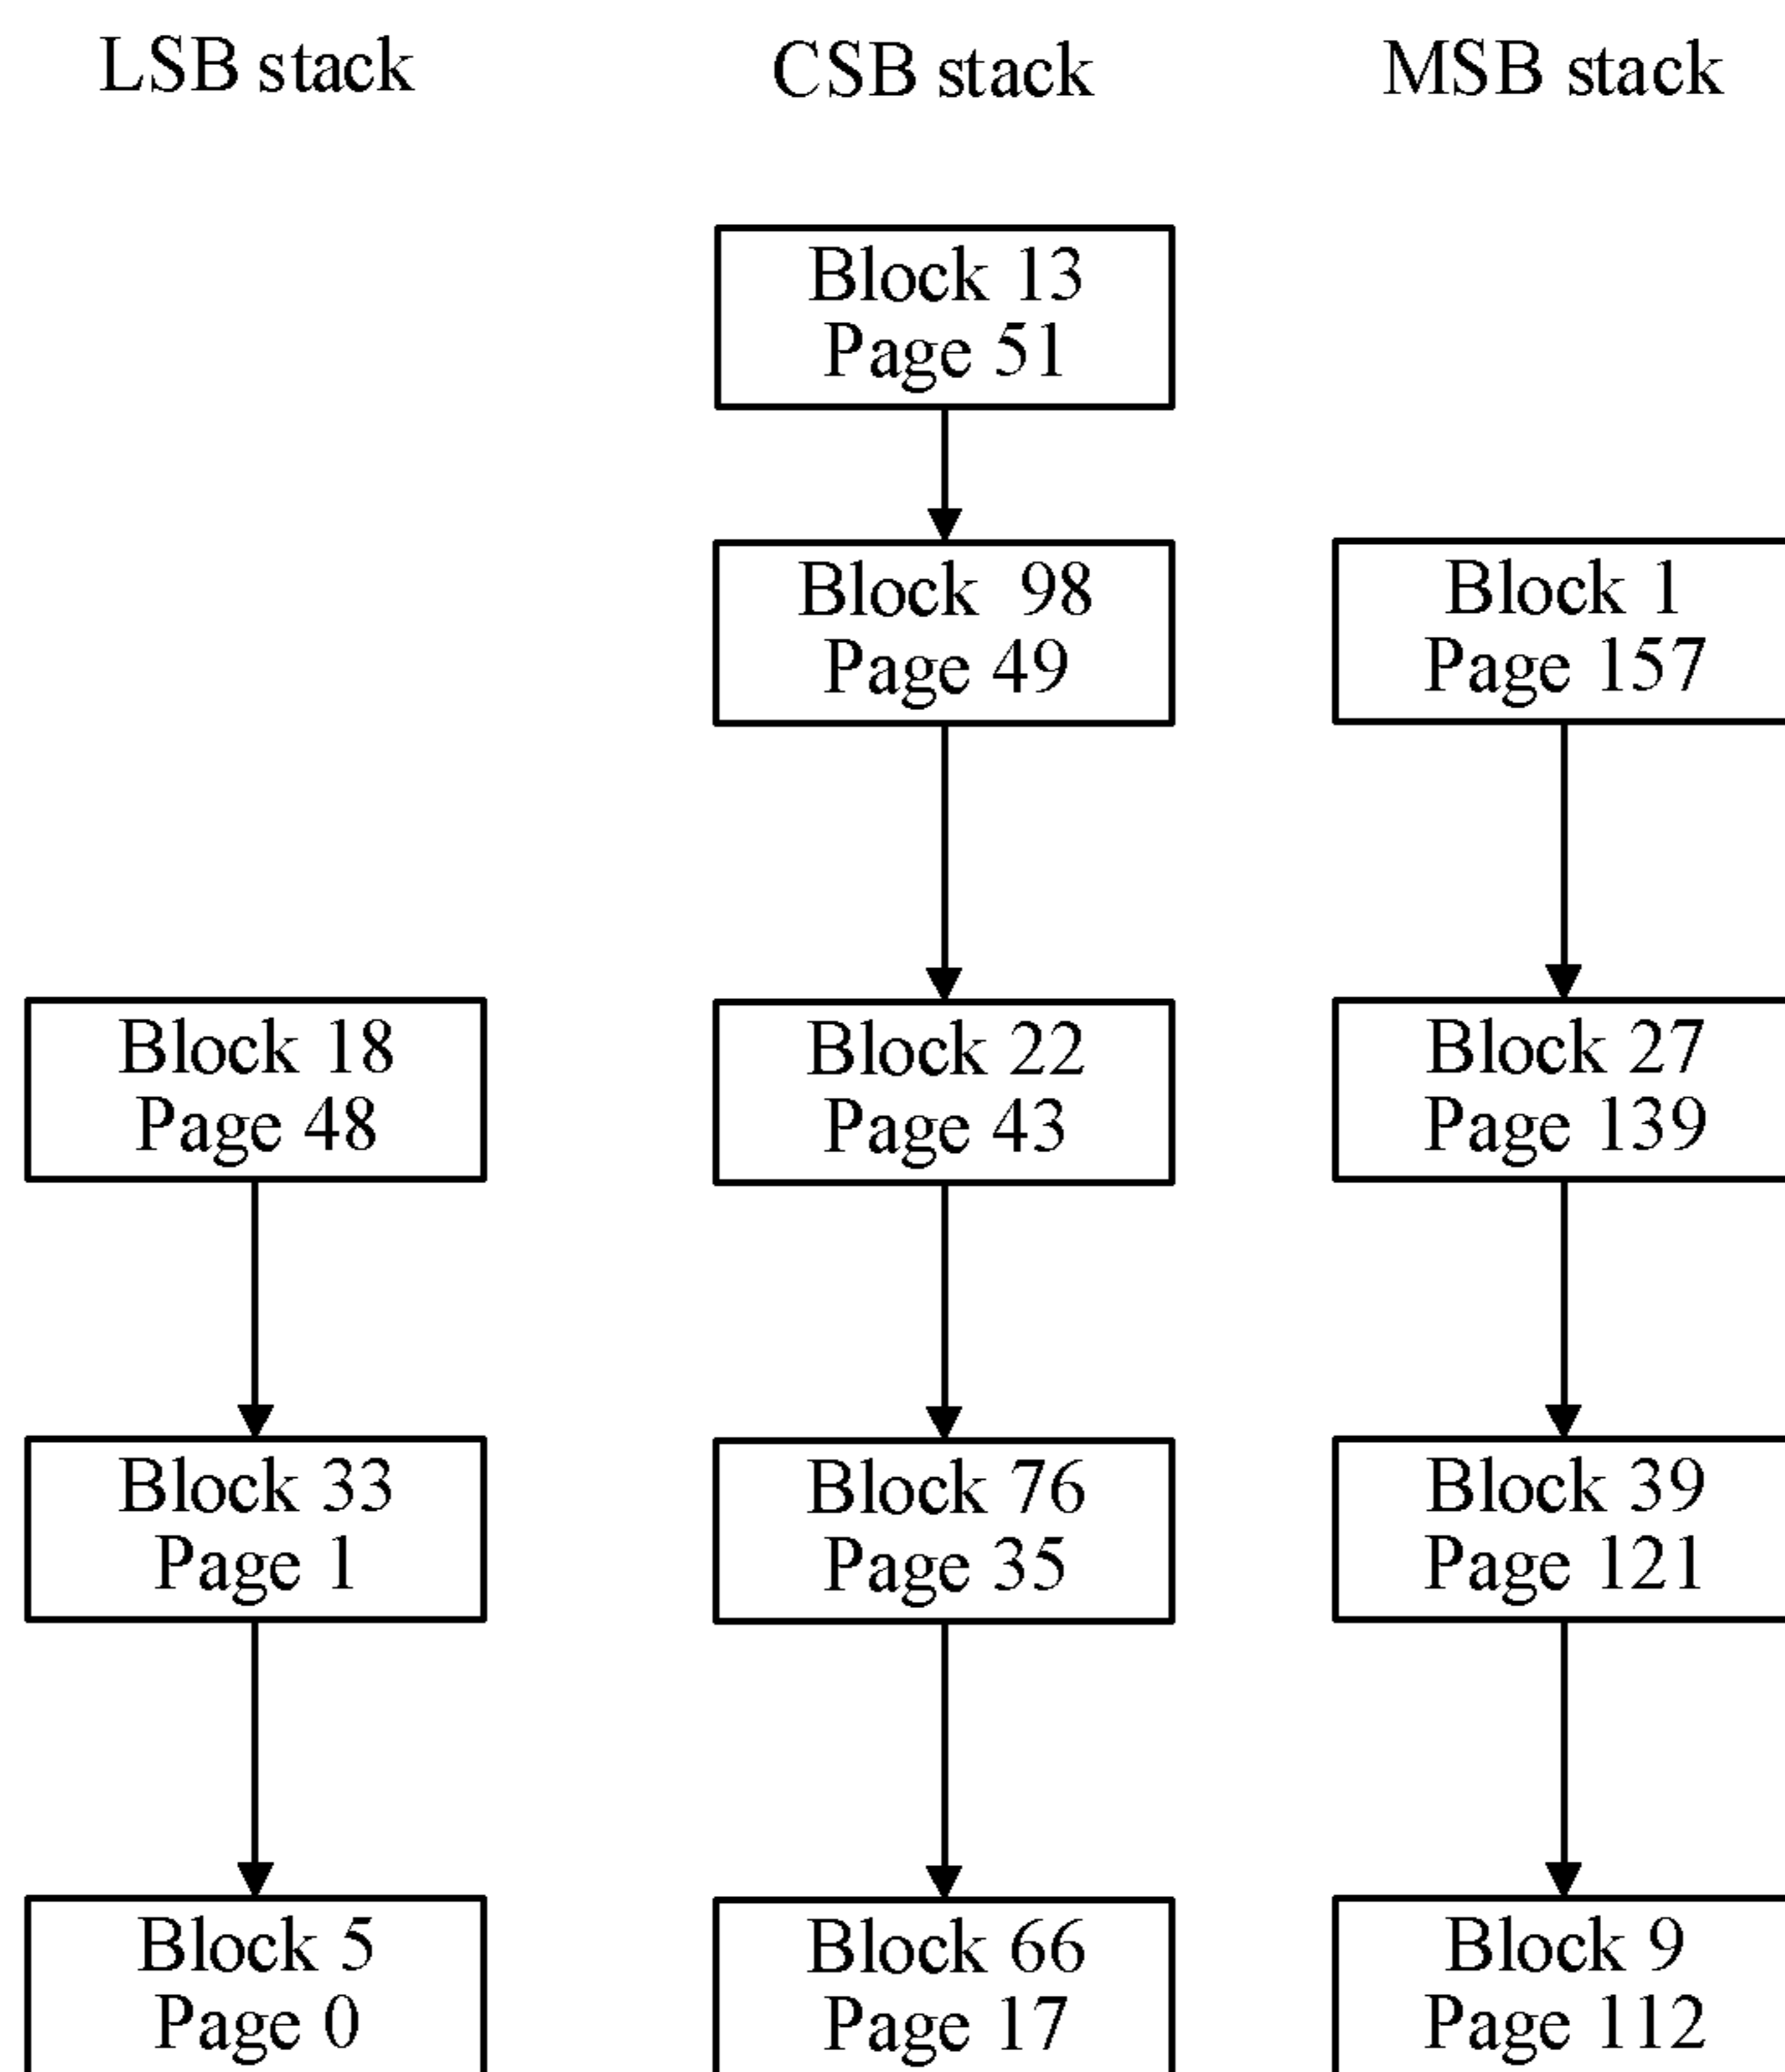 LSB stack
CSB stack
MSB stack
Block 13
Page 51
Block 98
Page 49
Block 1
Page 157
Block 18
Page 48
Block 22
Page 43
Block 27
Page 139
Block 33
Page 1
Block 76
Page 35
Block 39
Page 121
Block 5
Page 0
Block 66
Page 17
Block 9
Page 112